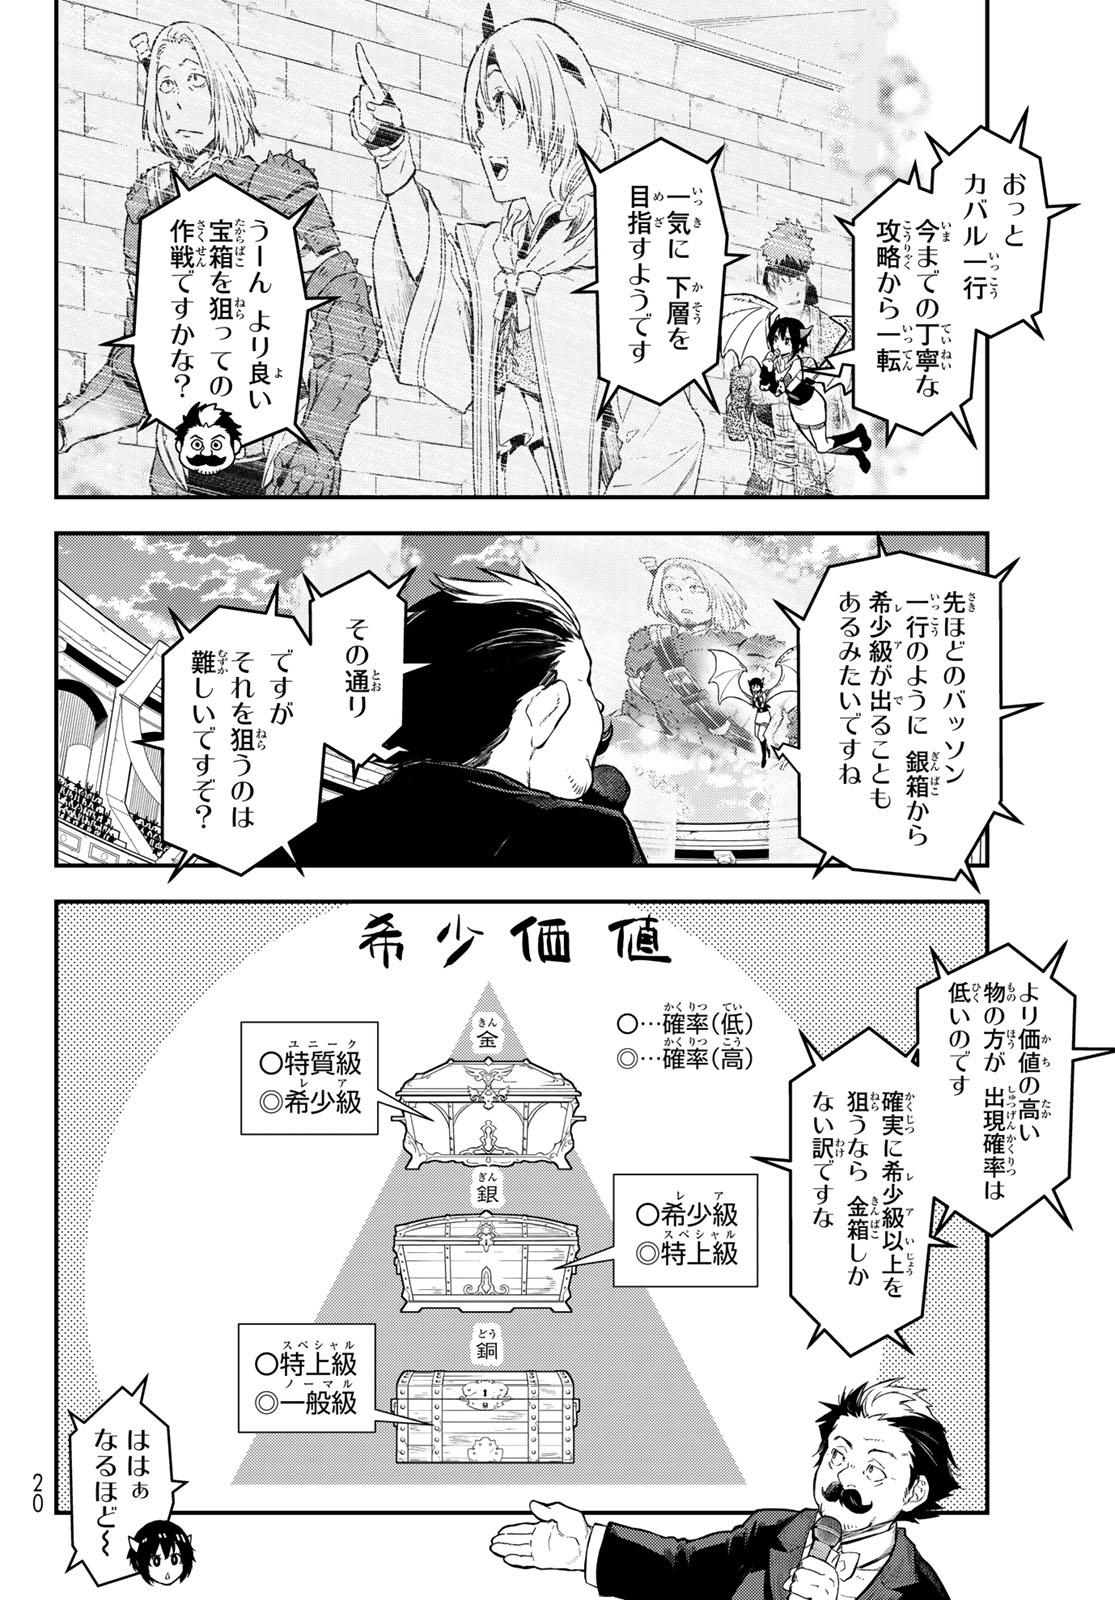 おっと
カバル一行
今までの丁寧な
攻略から一転
一気に 下層を
目指すようです
うーん より良い
宝箱を狙っての
作戦ですかな？
先ほどのバッソン
一行のように 銀箱から
希少級が出ることも
あるみたいですね
その通り
ですが
それを狙うのは
難しいですぞ？
希少価値
より価値の高い
物の方が 出現確率は
低いのです
確実に希少級以上を
狙うなら 金箱しか
ない訳ですな
○…確率(低)
◎…確率(高)
金
○特質級
◎希少級
銀
○希少級
◎特上級
銅
○特上級
◎一般級
ははぁ
なるほど〜
20